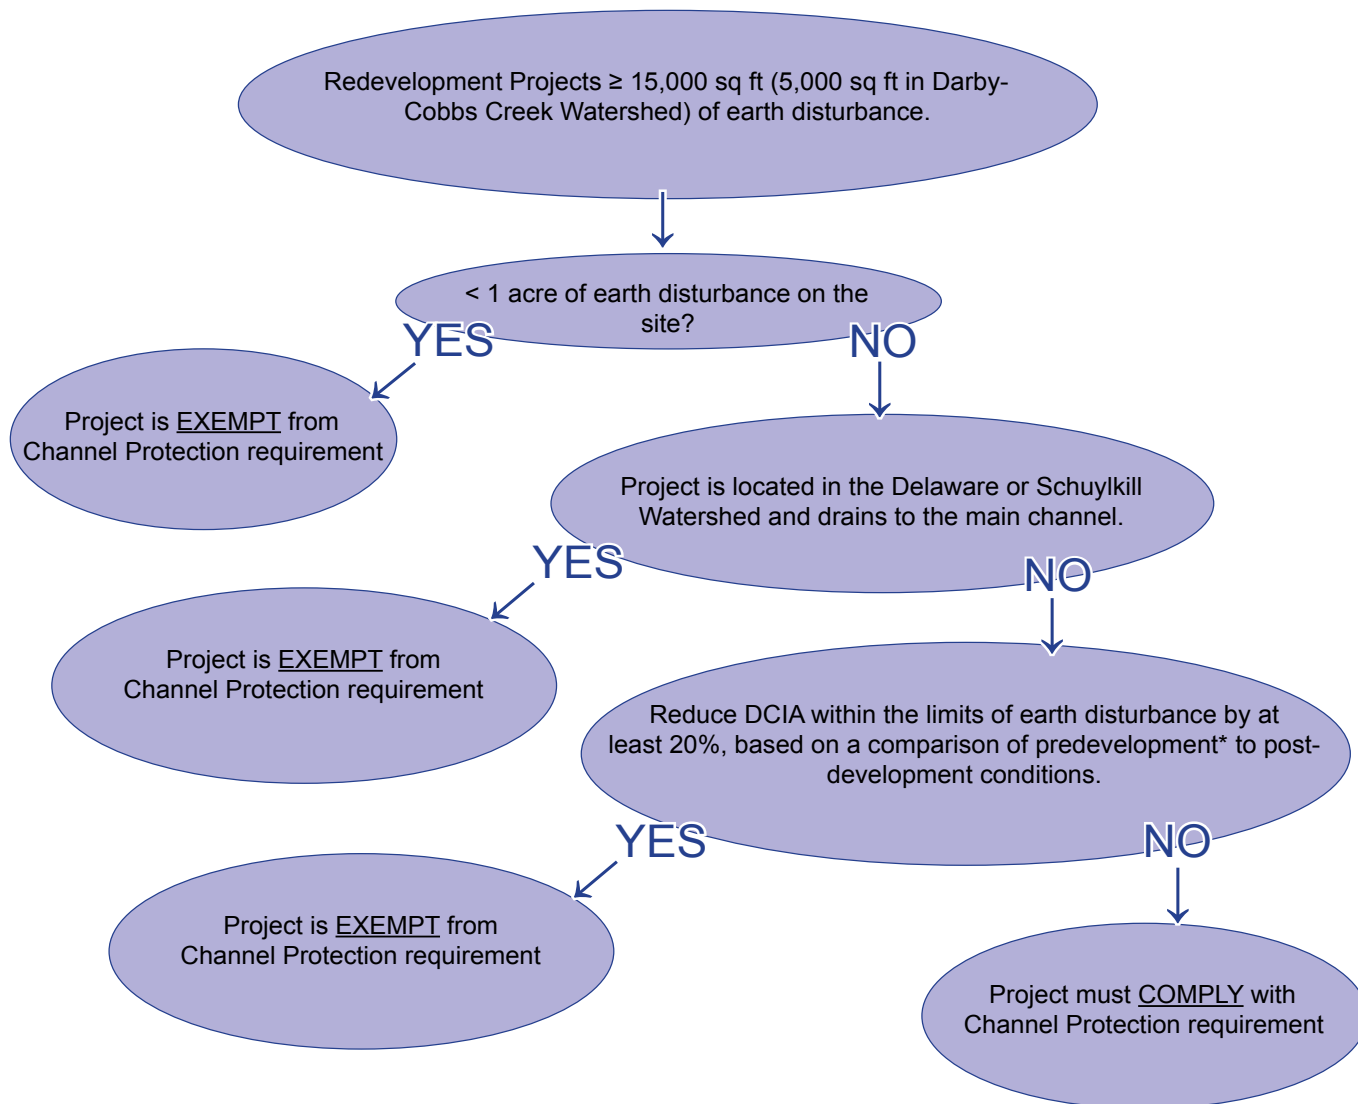 Redevelopment Projects ≥ 15,000 sq ft (5,000 sq ft in Darby-
Cobbs Creek Watershed) of earth disturbance.
< 1 acre of earth disturbance on the
site?
YES
NO
Project is EXEMPT from
Channel Protection requirement
Project is located in the Delaware or Schuylkill
Watershed and drains to the main channel.
YES
NO
Project is EXEMPT from
Channel Protection requirement
Reduce DCIA within the limits of earth disturbance by at
least 20%, based on a comparison of predevelopment* to post-
development conditions.
YES
NO
Project is EXEMPT from
Channel Protection requirement
Project must COMPLY with
Channel Protection requirement